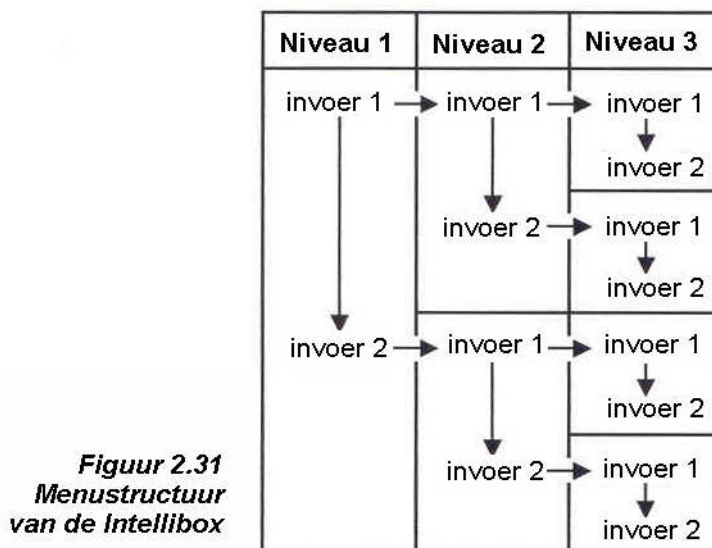 Niveau 1 Niveau 2 Niveau 3
invoer 1 invoer 1 invoer 1
invoer 2
invoer 2 invoer 1
invoer 2
invoer 2 invoer 1 invoer 1
invoer 2
invoer 2 invoer 1
invoer 2
Figuur 2.31
Menustructuur
van de Intellibox